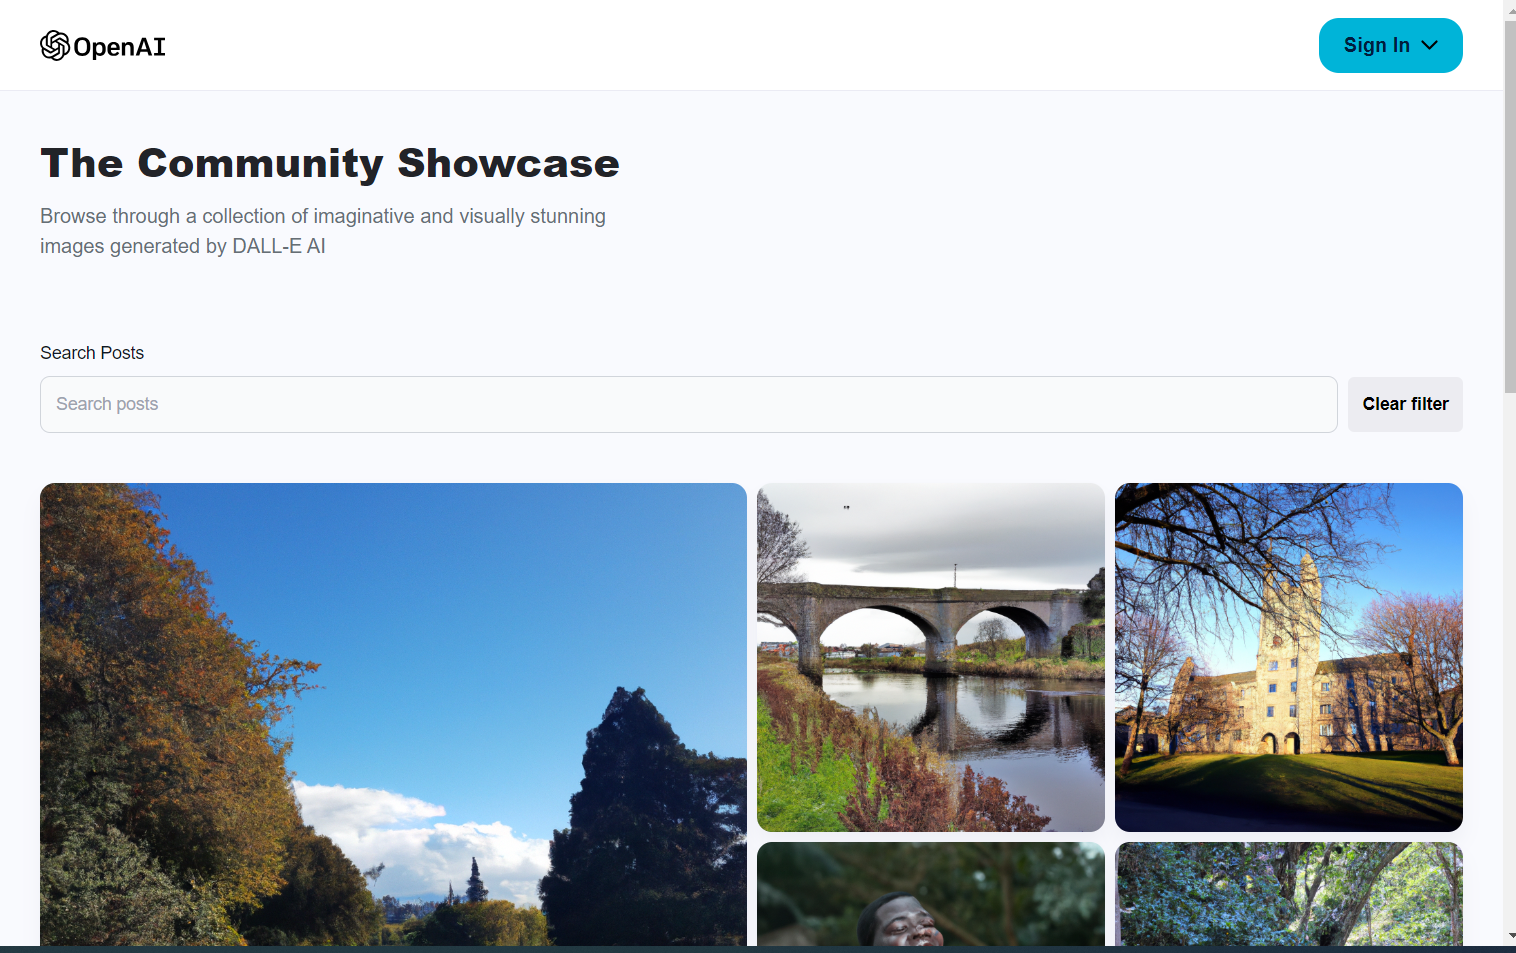 OpenAI
Sign In
The Community Showcase
Browse through a collection of imaginative and visually stunning
images generated by DALL-E AI
Search Posts
Search posts
Clear filter